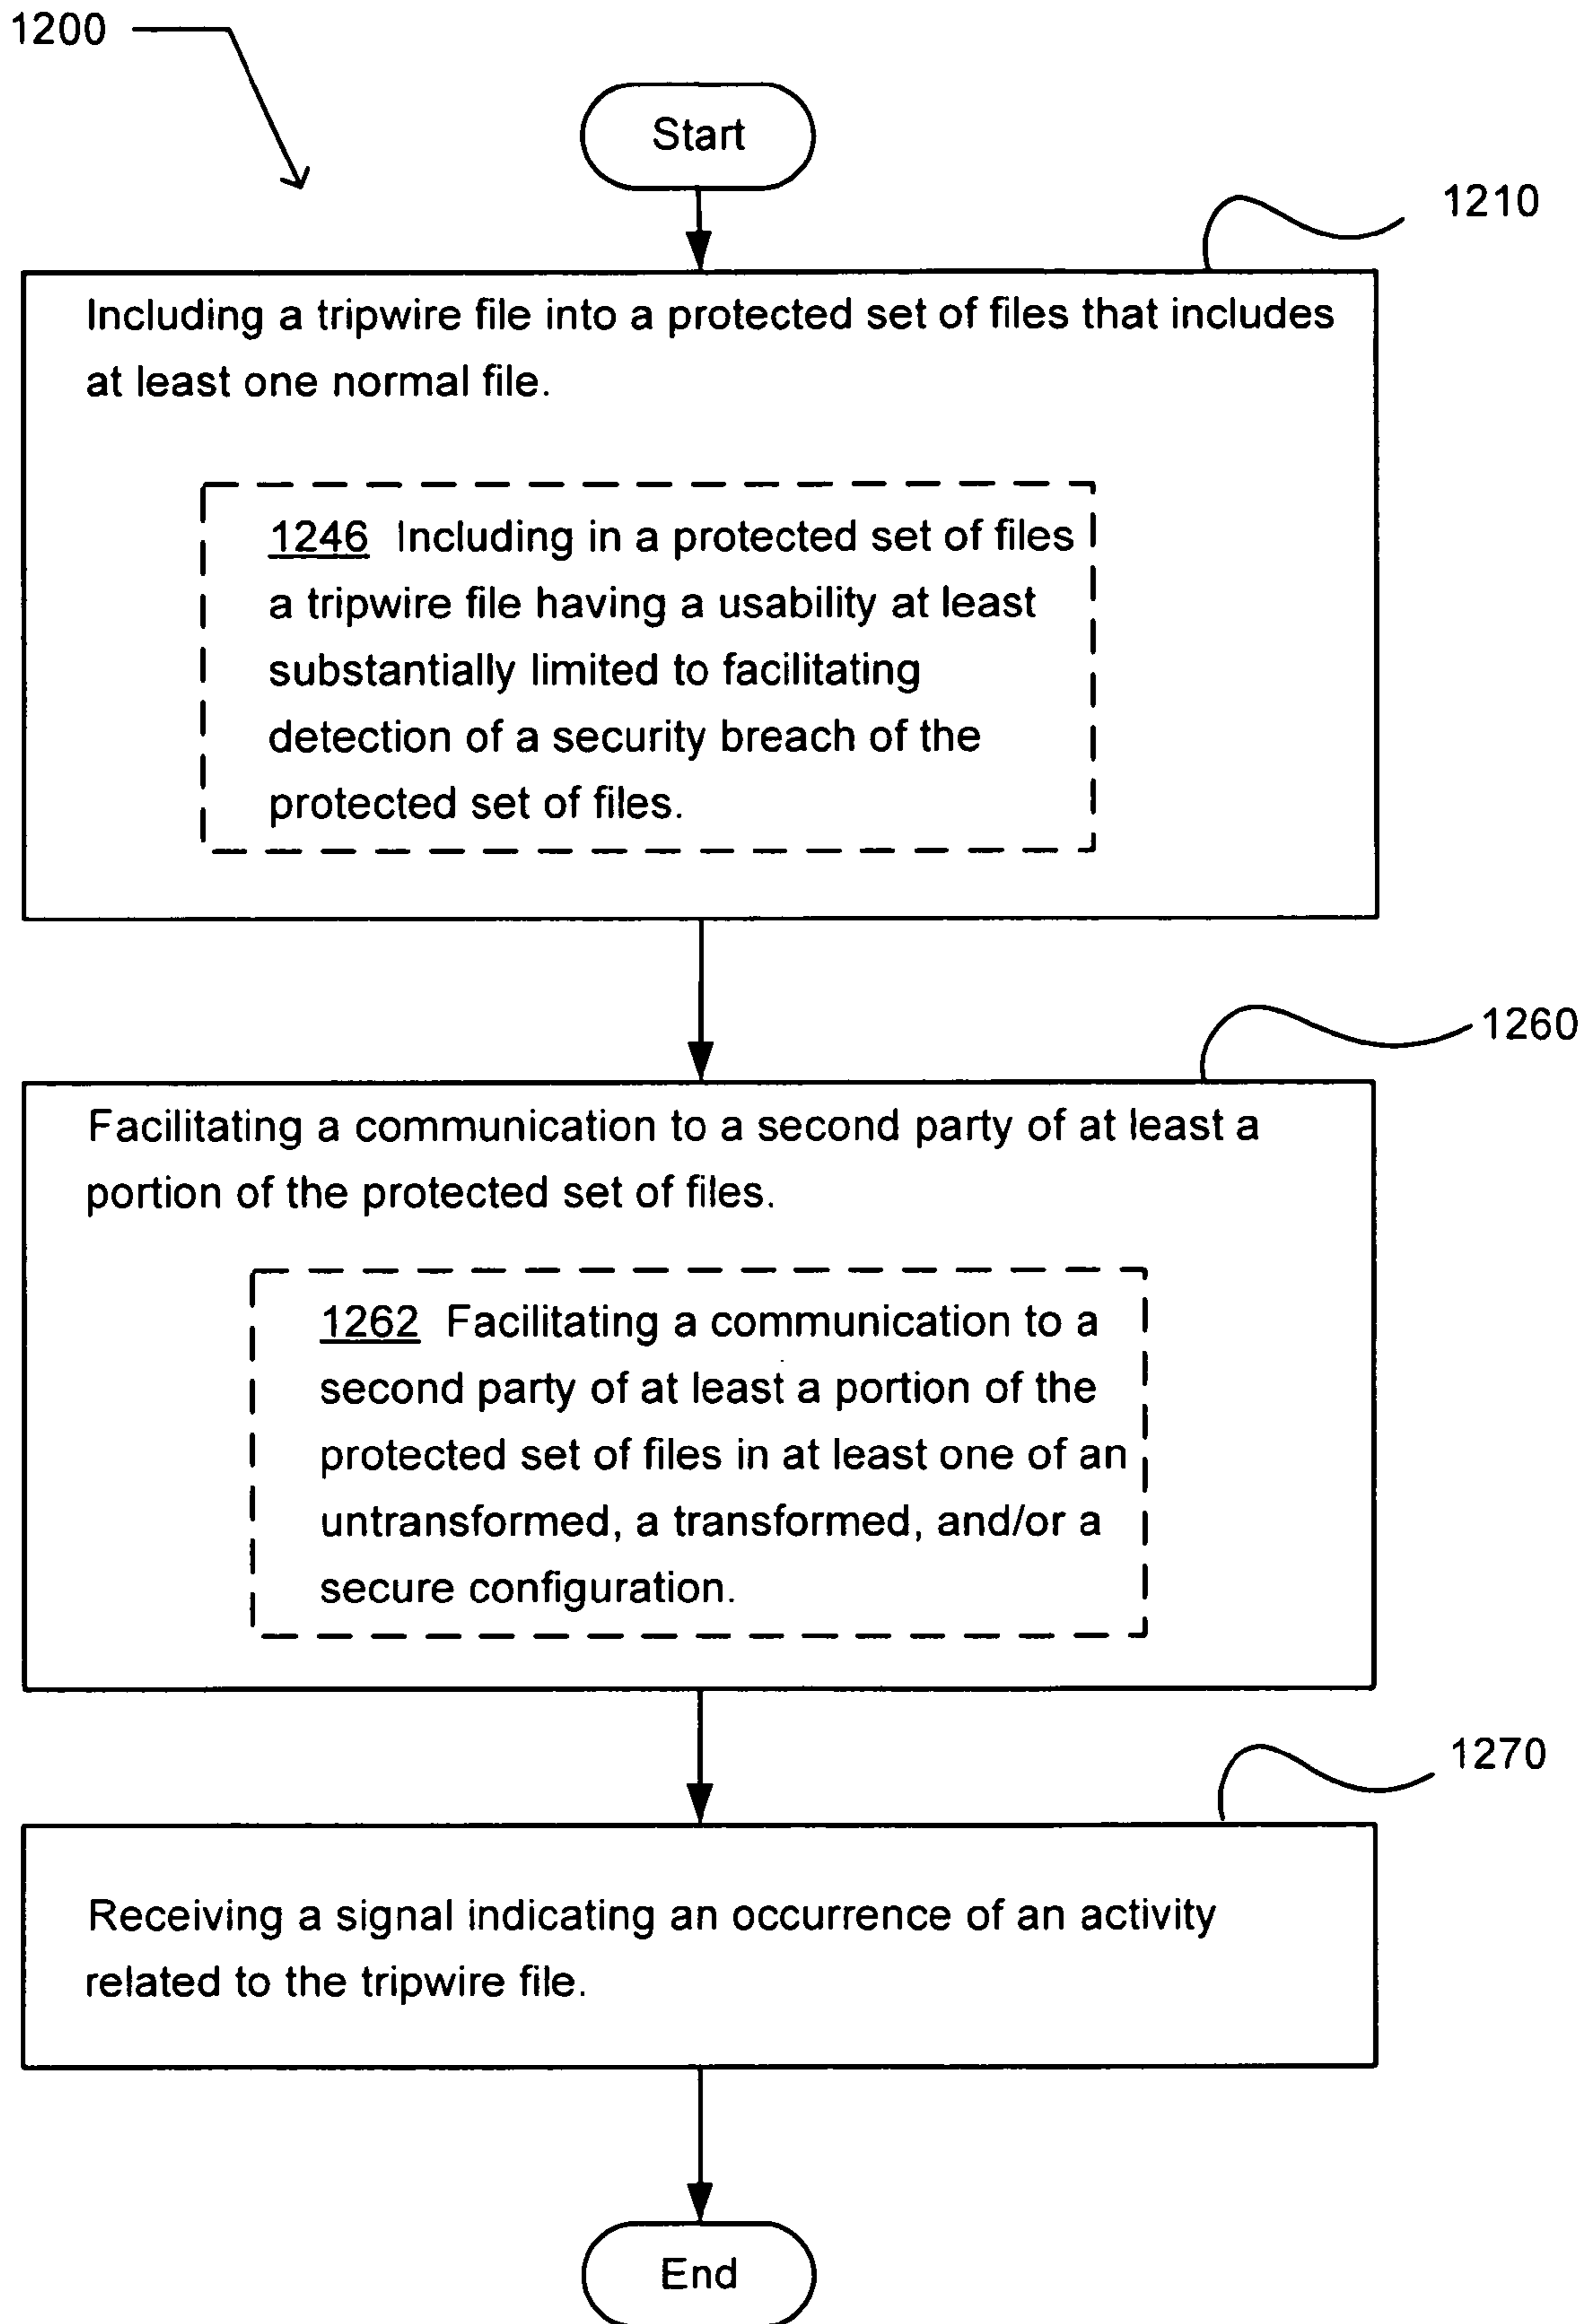 1200
Start
1210
Including a tripwire file into a protected set of files that includes
at least one normal file.
1246 Including in a protected set of files
a tripwire file having a usability at least
substantially limited to facilitating
detection of a security breach of the
protected set of files.
1260
Facilitating a communication to a second party of at least a
portion of the protected set of files.
1262 Facilitating a communication to a
second party of at least a portion of the
protected set of files in at least one of an
untransformed, a transformed, and/or a
secure configuration.
1270
Receiving a signal indicating an occurrence of an activity
related to the tripwire file.
End